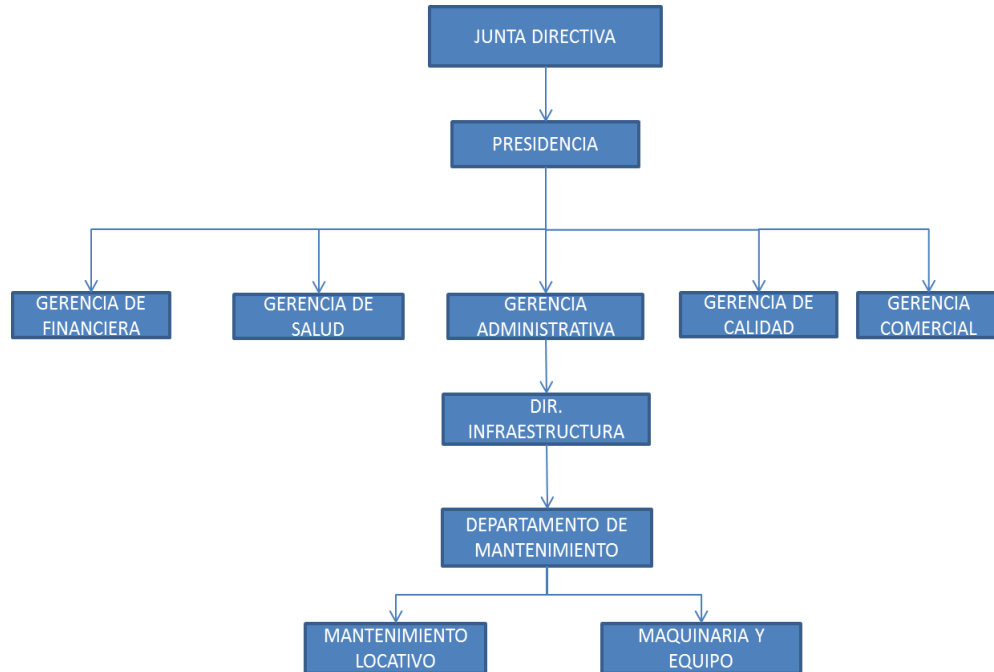 JUNTA DIRECTIVA
PRESIDENCIA
GERENCIA DE
FINANCIERA
GERENCIA DE
SALUD
GERENCIA
ADMINISTRATIVA
GERENCIA DE
CALIDAD
GERENCIA
COMERCIAL
DIR.
INFRAESTRUCTURA
DEPARTAMENTO DE
MANTENIMIENTO
MANTENIMIENTO
LOCATIVO
MAQUINARIA Y
EQUIPO